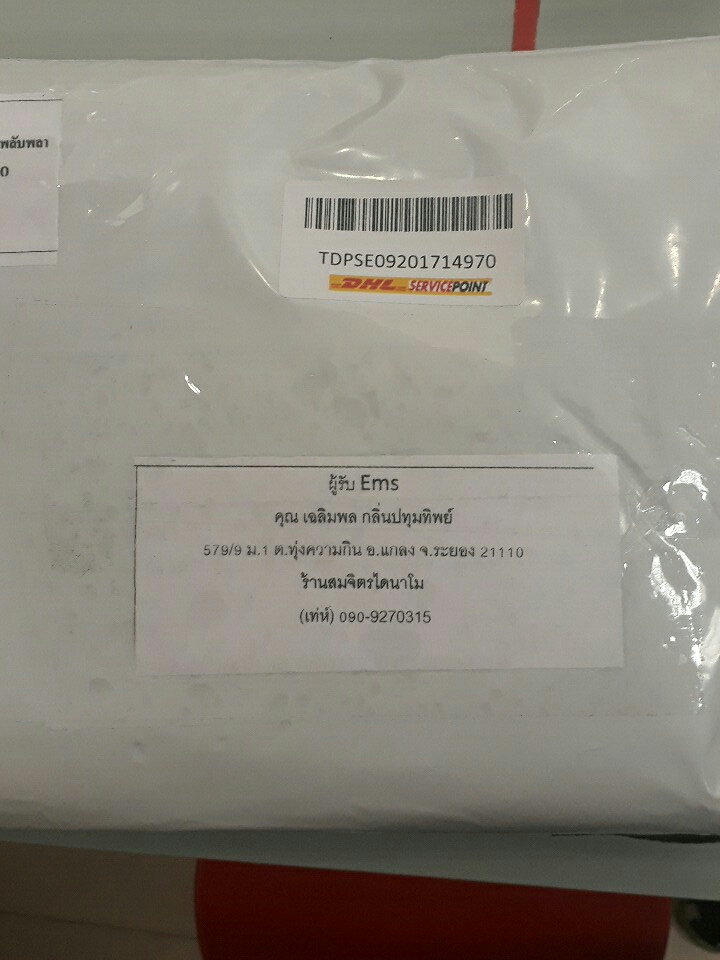 พลับพลา
0
TDPSE09201714970
DHL SERVICEPOINT
ผู้รับ Ems
คุณ เฉลิมพล กลิ่นปทุมทิพย์
579/9 ม.1 ต.ทุ่งความกิน อ.แกลง จ.ระยอง 21110
ร้านสมจิตรไดนาโม
(เท่ห์) 090-9270315